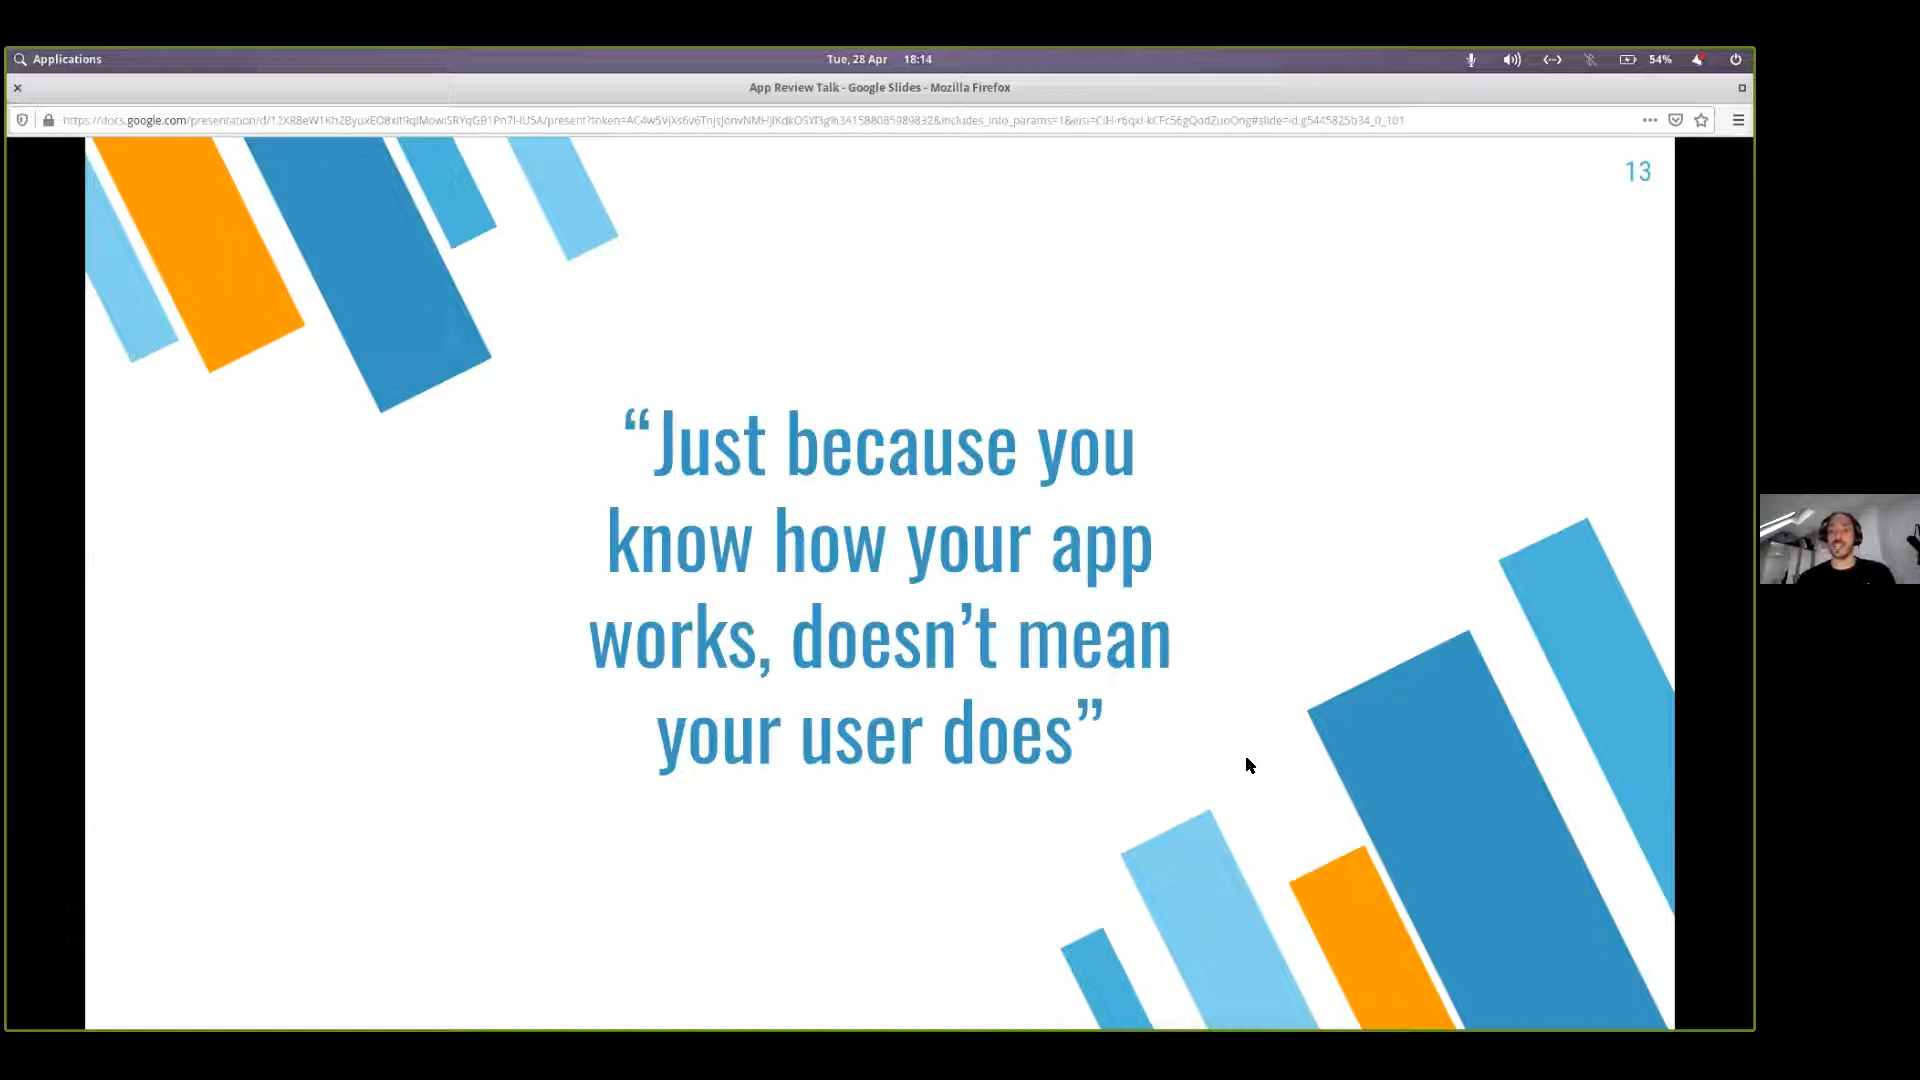 Applications
Tue, 28 Apr 18:14
54%
App Review Talk - Google Slides - Mozilla Firefox
13
“Just because you
know how your app
works, doesn’t mean
your user does”